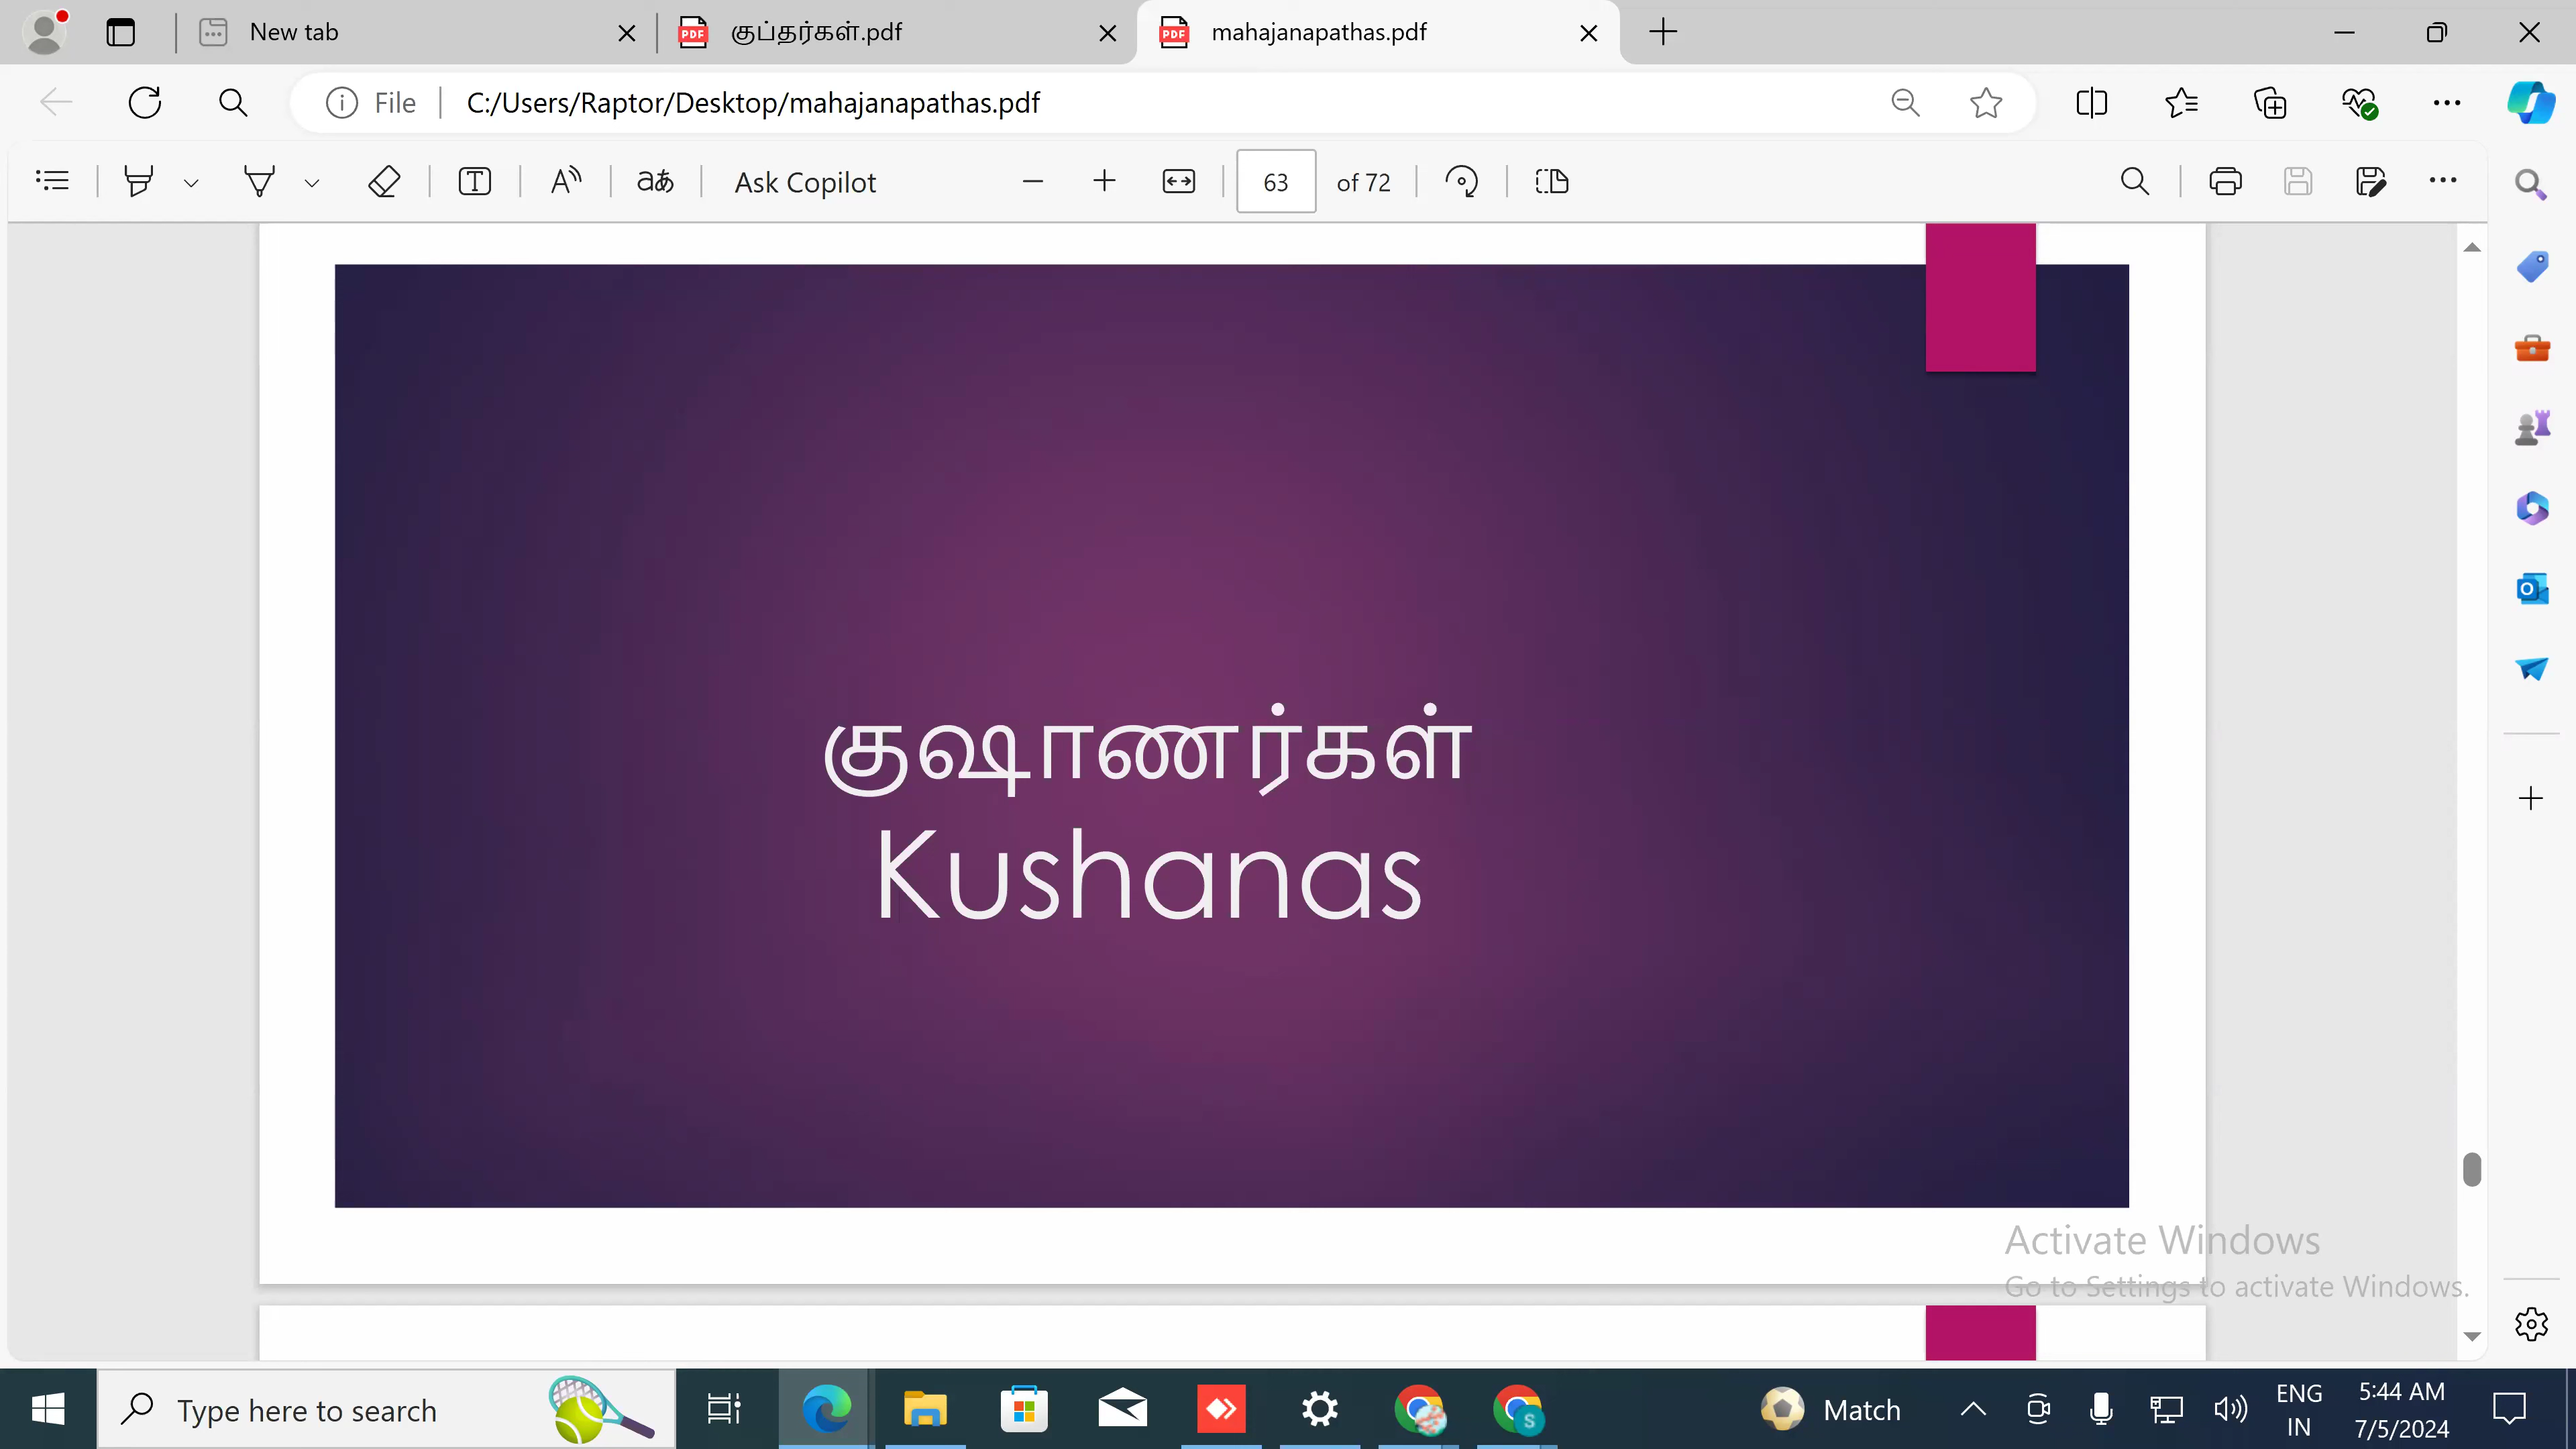 New tab
குப்தர்கள்.pdf
mahajanapathas.pdf
File
C:/Users/Raptor/Desktop/mahajanapathas.pdf
Ask Copilot
63 of 72
குஷாணர்கள்
Kushanas
Activate Windows
Go to Settings to activate Windows.
Type here to search
Match
ENG
IN
5:44 AM
7/5/2024